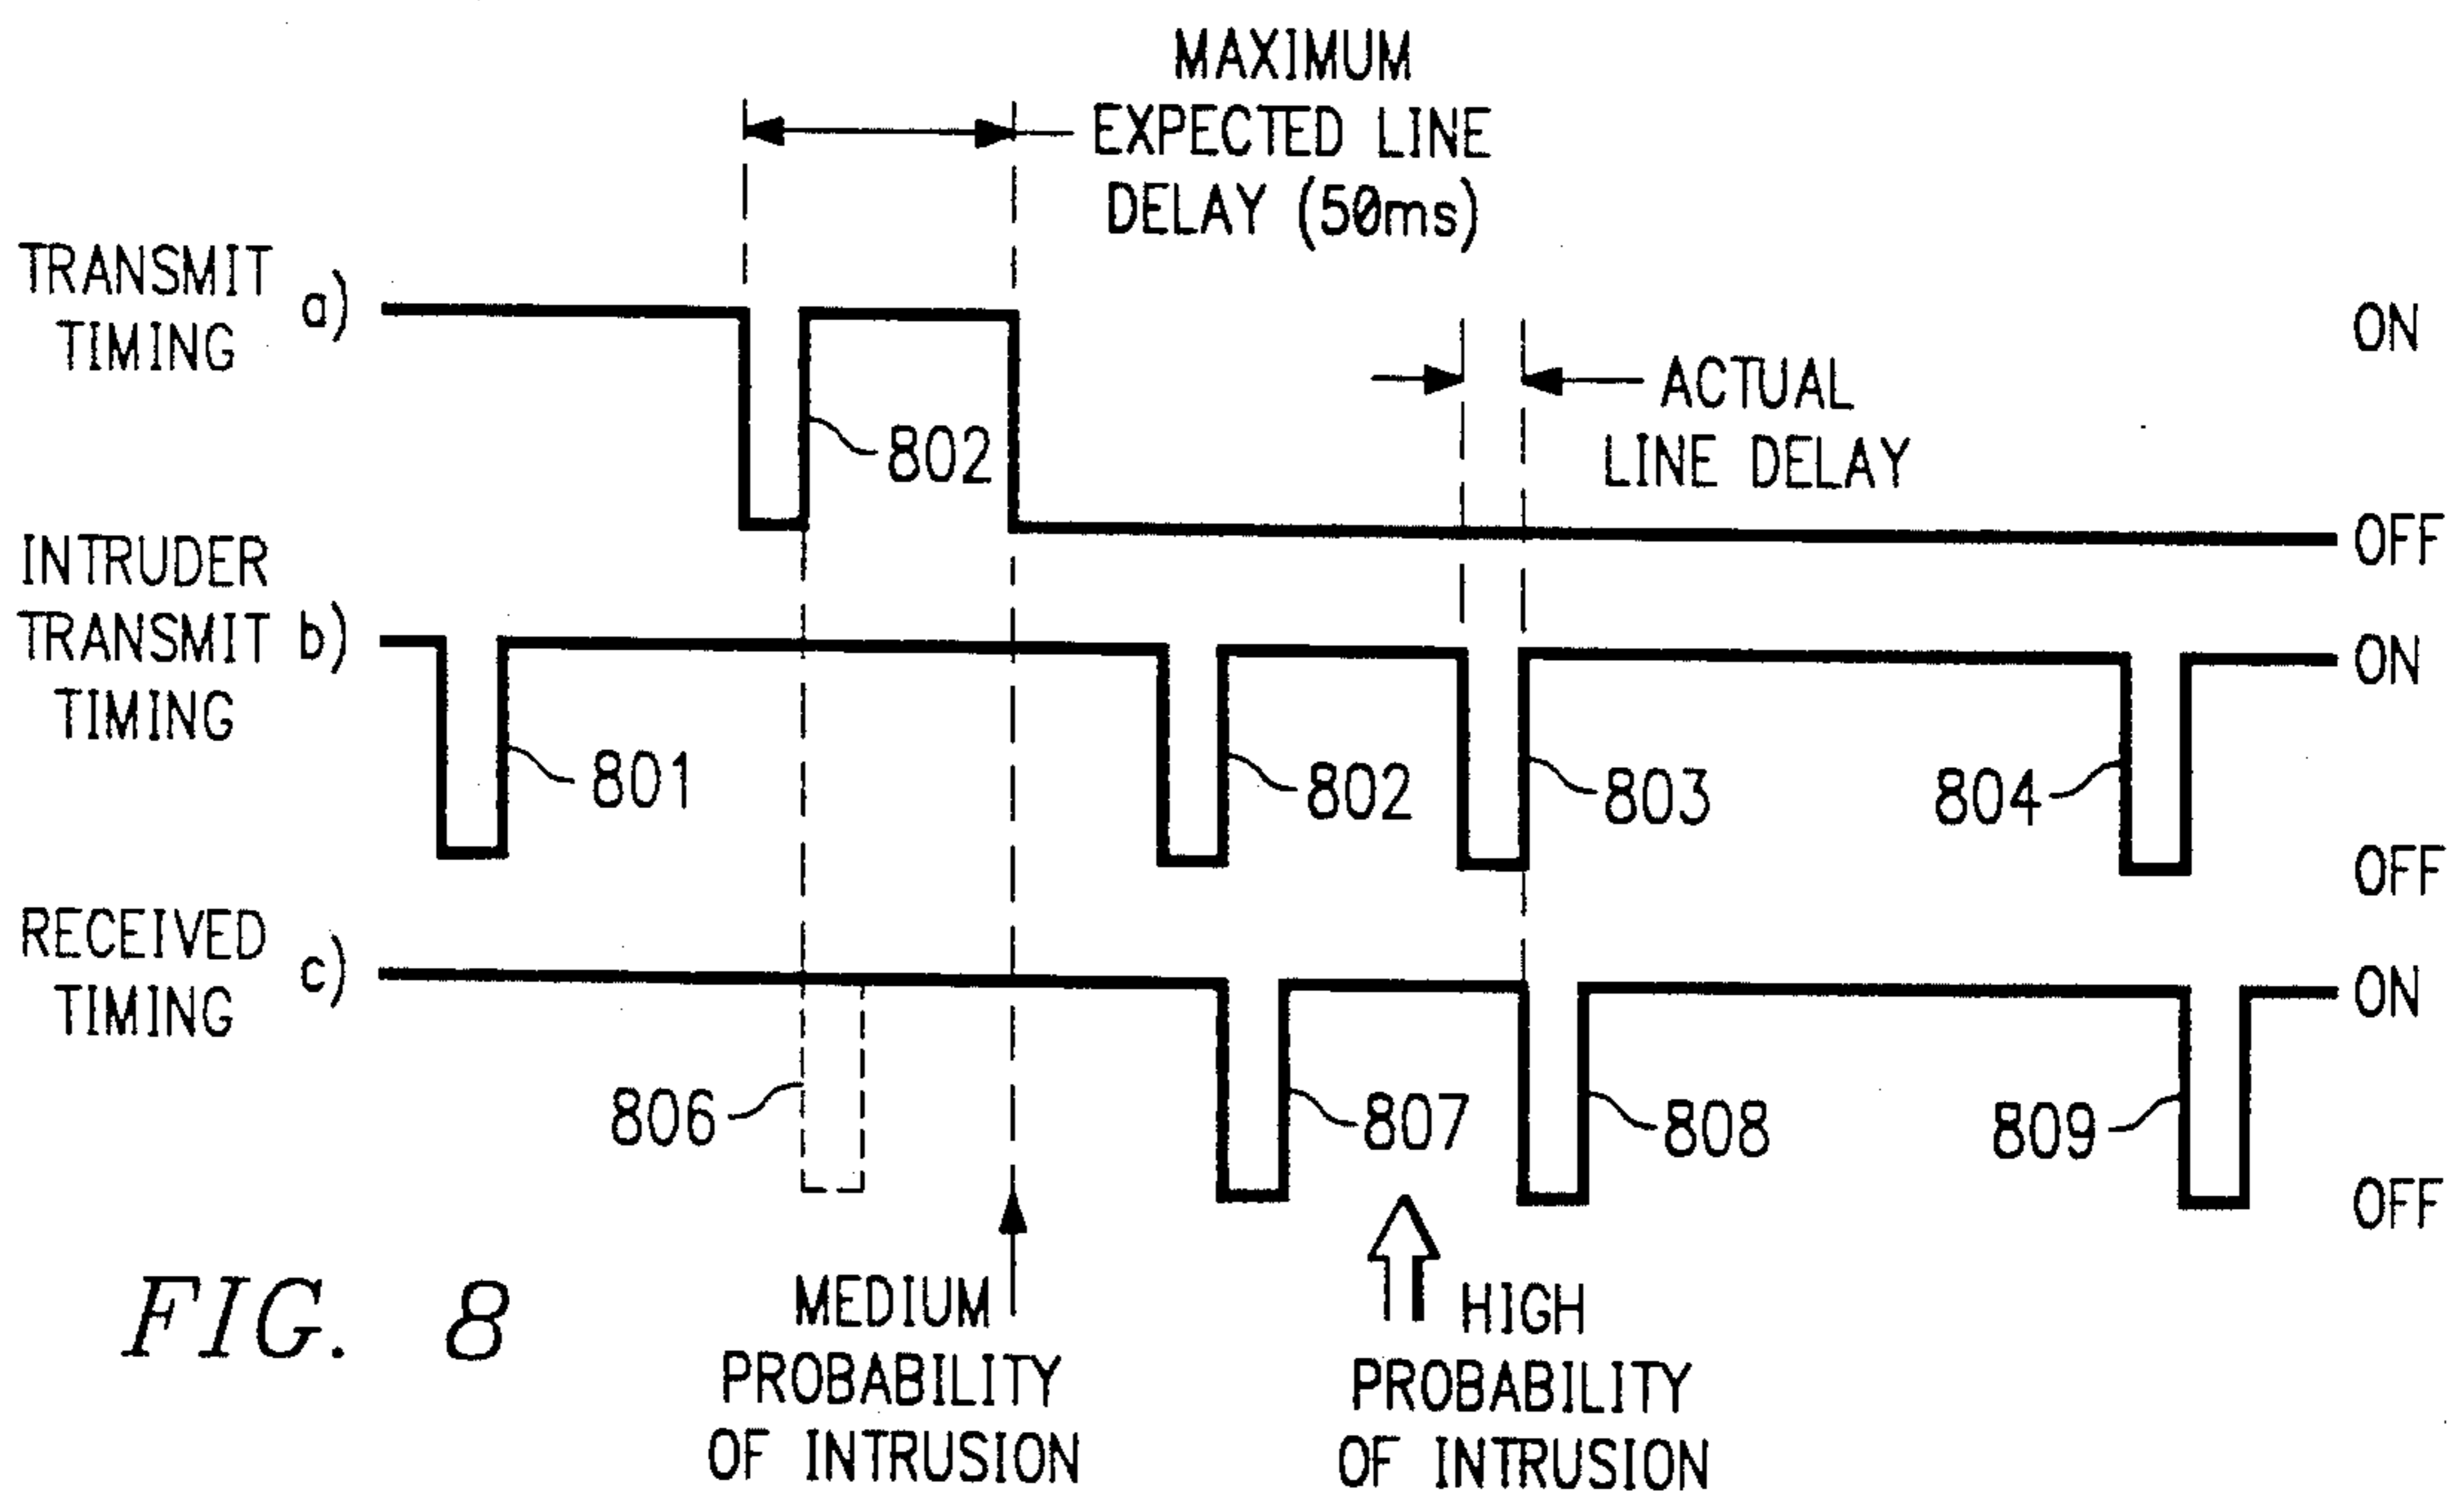 MAXIMUM
EXPECTED LINE
DELAY (50ms)
TRANSMIT
TIMING
a)
ON
ACTUAL
LINE DELAY
802
OFF
INTRUDER
TRANSMIT
TIMING
b)
ON
801
802
803
804
OFF
RECEIVED
TIMING
c)
ON
806
807
808
809
OFF
MEDIUM
PROBABILITY
OF INTRUSION
HIGH
PROBABILITY
OF INTRUSION
FIG. 8